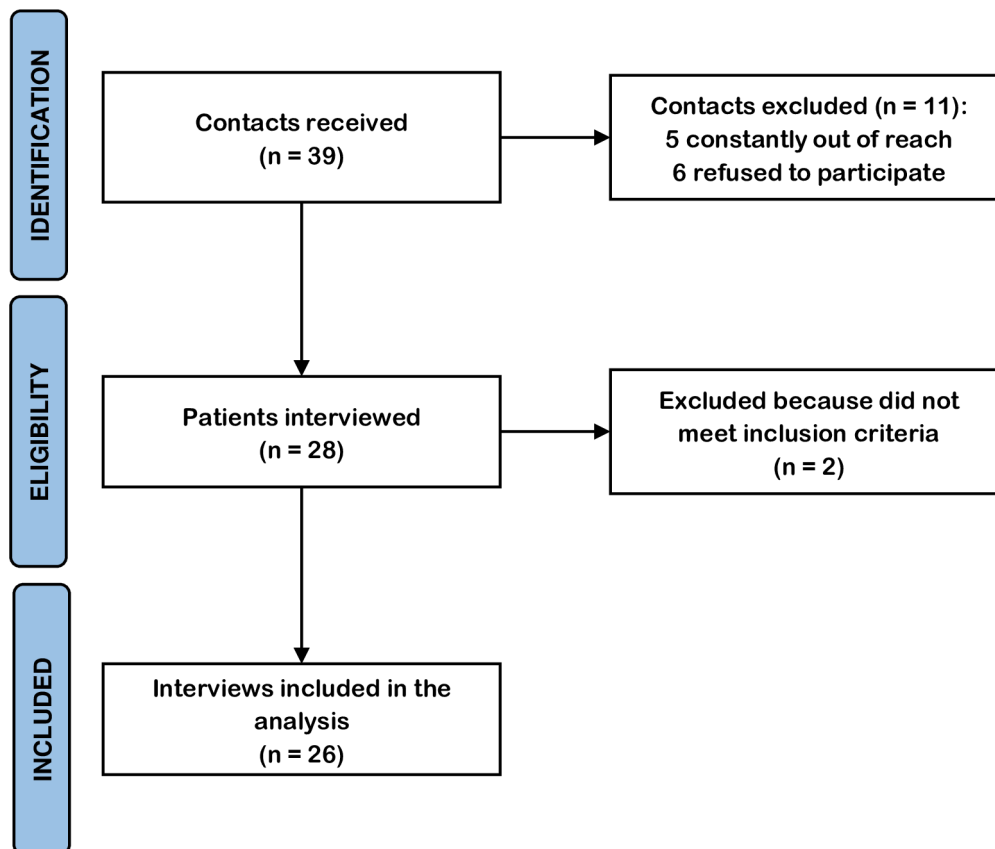 IDENTIFICATION
Contacts received
(n = 39)
Contacts excluded (n = 11):
5 constantly out of reach
6 refused to participate
ELIGIBILITY
Patients interviewed
(n = 28)
Excluded because did not
meet inclusion criteria
(n = 2)
INCLUDED
Interviews included in the
analysis
(n = 26)